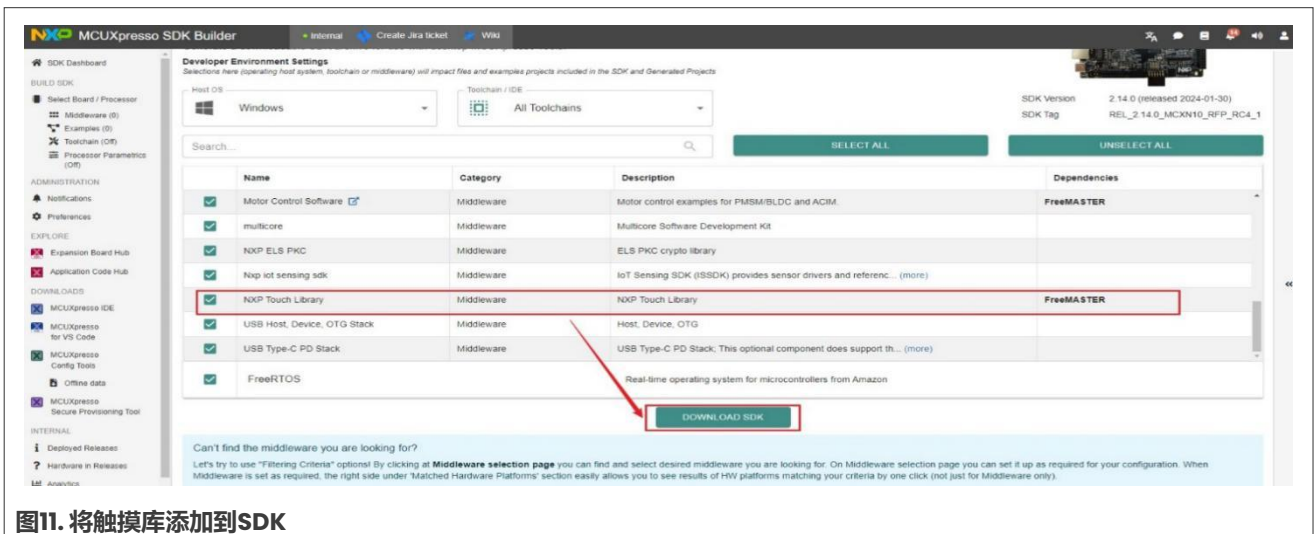 NXP MCUXpresso SDK Builder
• Internal Create Jira ticket Wiki
SDK Dashboard
BUILD SDK
Select Board / Processor
Middleware (0)
Examples (0)
Toolchain (Off)
Processor Parametrics
(Off)
ADMINISTRATION
Notifications
Preferences
EXPLORE
Expansion Board Hub
Application Code Hub
DOWNLOADS
MCUXpresso IDE
MCUXpresso
for VS Code
MCUXpresso
Config Tools
Offline data
MCUXpresso
Secure Provisioning Tool
INTERNAL
Deployed Releases
Hardware in Releases
Analytics
Developer Environment Settings
Selections here (operating host system, toolchain or middleware) will impact files and examples projects included in the SDK and Generated Projects
Host OS
Windows
Toolchain / IDE
All Toolchains
SDK Version 2.14.0 (released 2024-01-30)
SDK Tag REL_2.14.0_MCXN10_RFP_RC4_1
Search...
SELECT ALL
UNSELECT ALL
Name Category Description Dependencies
Motor Control Software Middleware Motor control examples for PMSM/BLDC and ACIM. FreeMASTER
multicore Middleware Multicore Software Development Kit
NXP ELS PKC Middleware ELS PKC crypto library
Nxp iot sensing sdk Middleware IoT Sensing SDK (ISSDK) provides sensor drivers and referenc... (more)
NXP Touch Library Middleware NXP Touch Library FreeMASTER
USB Host, Device, OTG Stack Middleware Host, Device, OTG
USB Type-C PD Stack Middleware USB Type-C PD Stack; This optional component does support th... (more)
FreeRTOS Real-time operating system for microcontrollers from Amazon
DOWNLOAD SDK
Can't find the middleware you are looking for?
Let's try to use "Filtering Criteria" options! By clicking at Middleware selection page you can find and select desired middleware you are looking for. On Middleware selection page you can set it up as required for your configuration. When
Middleware is set as required, the right side under 'Matched Hardware Platforms' section easily allows you to see results of HW platforms matching your criteria by one click (not just for Middleware only).
图11. 将触摸库添加到SDK